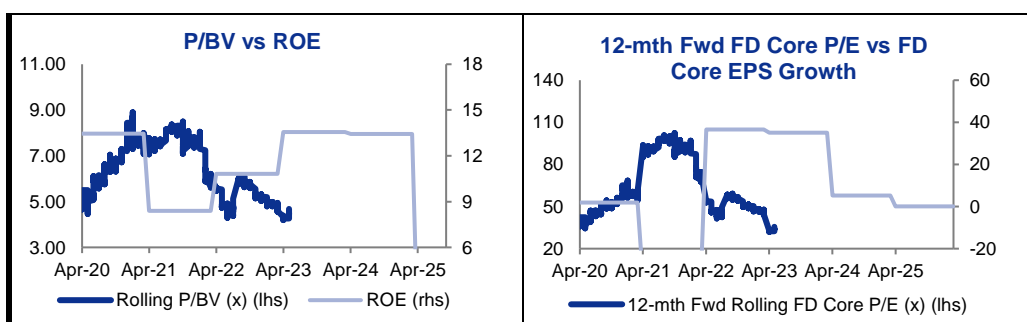 P/BV vs ROE
11.00
9.00
7.00
5.00
3.00
18
15
12
9
6
Apr-20 Apr-21 Apr-22 Apr-23 Apr-24 Apr-25
Rolling P/BV (x) (lhs) ROE (rhs)
12-mth Fwd FD Core P/E vs FD
Core EPS Growth
140
110
80
50
20
60
40
20
0
-20
Apr-20 Apr-21 Apr-22 Apr-23 Apr-24 Apr-25
12-mth Fwd Rolling FD Core P/E (x) (lhs)